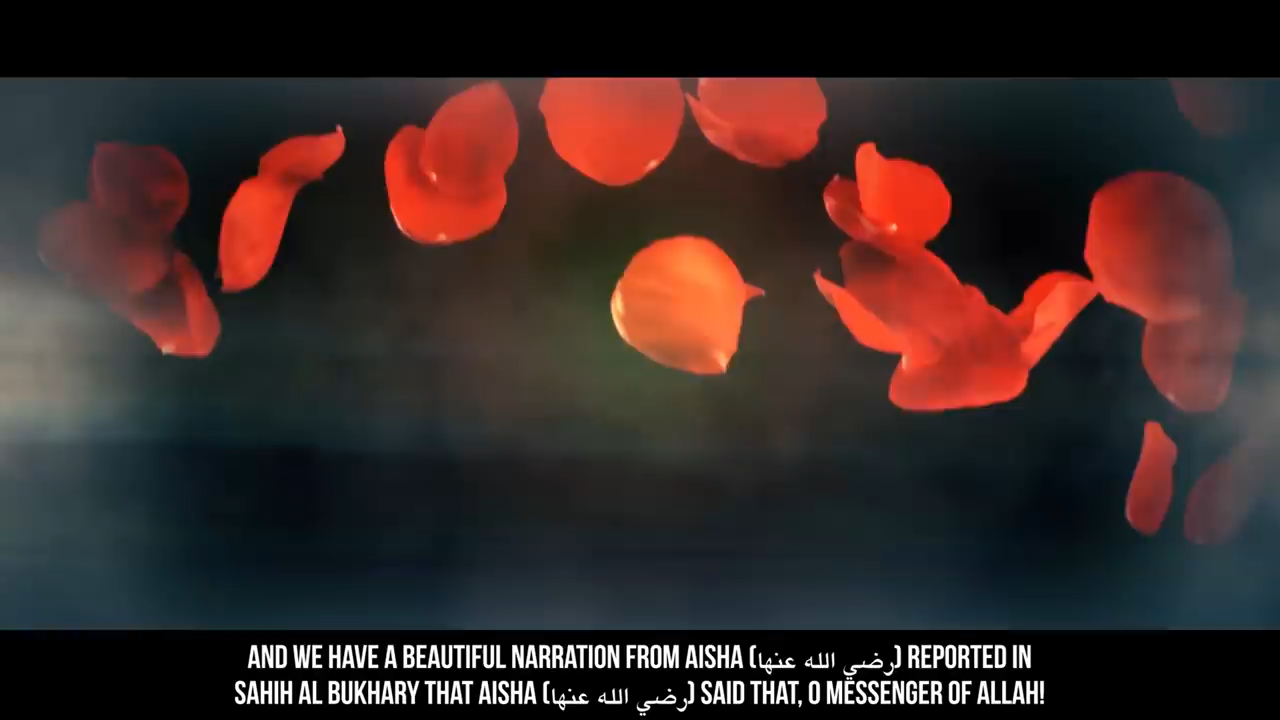 AND WE HAVE A BEAUTIFUL NARRATION FROM AISHA (رضي الله عنها) REPORTED IN
SAHIH AL BUKHARY THAT AISHA (رضي الله عنها) SAID THAT, O MESSENGER OF ALLAH!